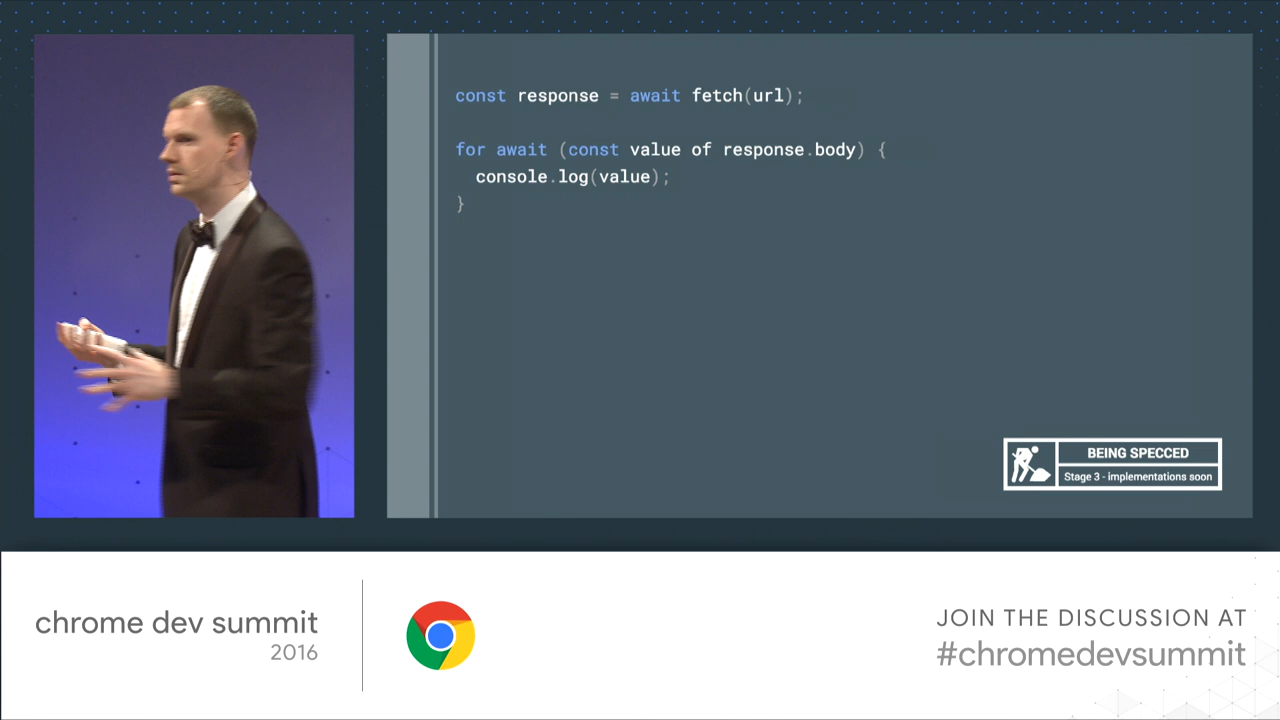 const response = await fetch(url);
for await (const value of response.body) {
  console.log(value);
}
BEING SPECCED
Stage 3 - implementations soon
chrome dev summit
2016
JOIN THE DISCUSSION AT
#chromedevsummit